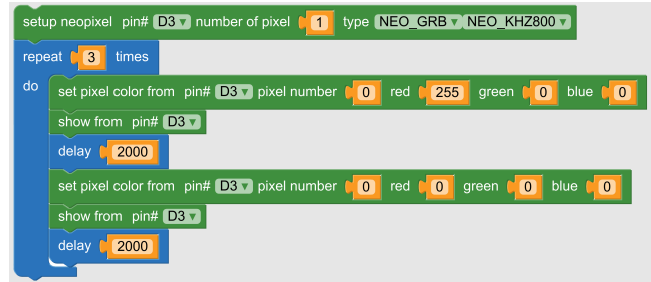 setup neopixel pin# D3 number of pixel 1 type NEO_GRB NEO_KHZ800
repeat 3 times
do set pixel color from pin# D3 pixel number 0 red 255 green 0 blue 0
show from pin# D3
delay 2000
set pixel color from pin# D3 pixel number 0 red 0 green 0 blue 0
show from pin# D3
delay 2000